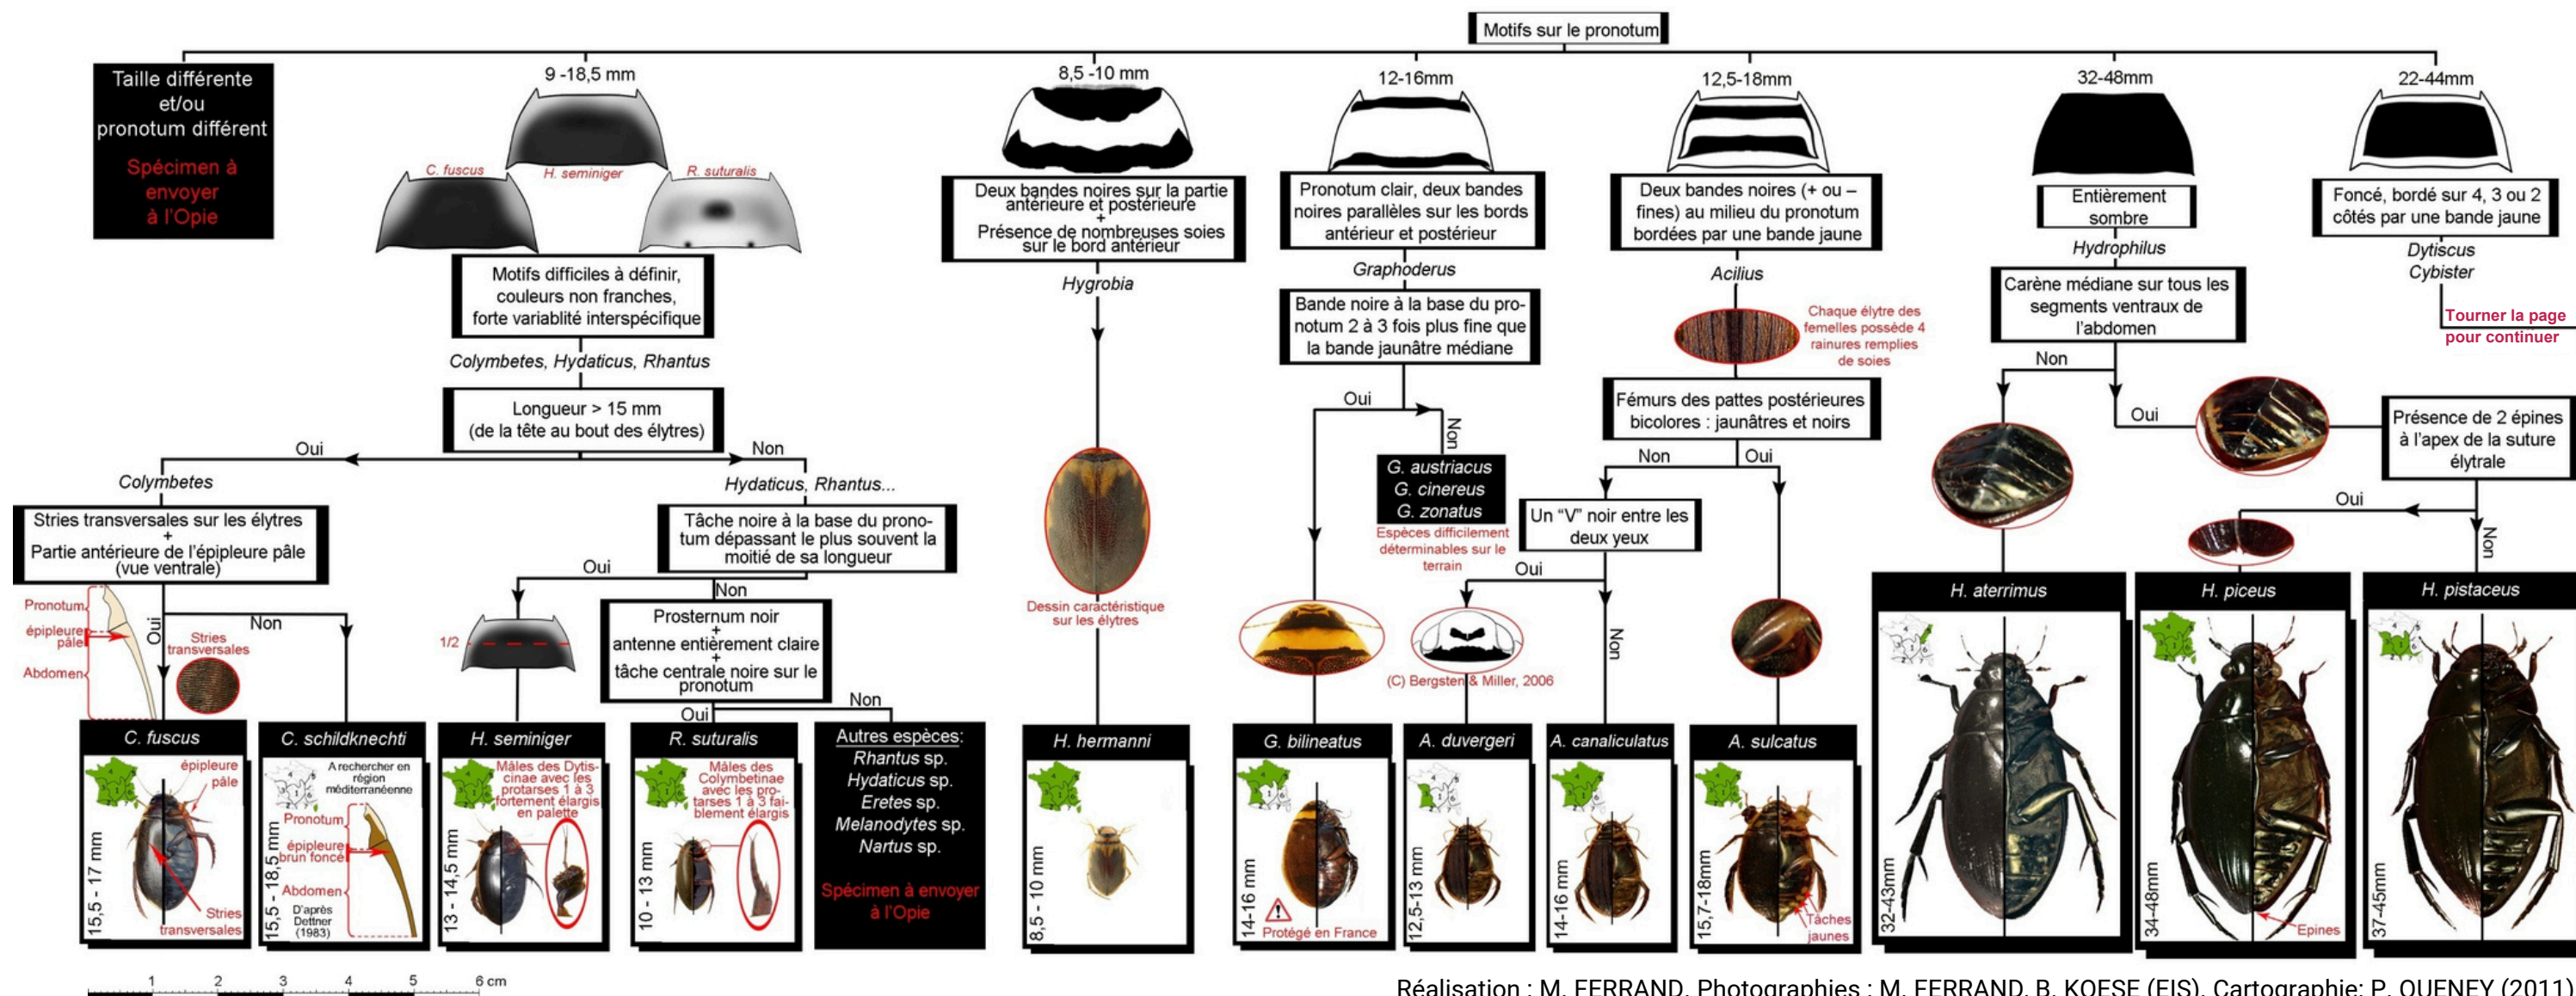 Motifs sur le pronotum
Taille différente
et/ou
pronotum différent
Spécimen à
envoyer
à l'Opie
9 -18,5 mm
C. fuscus
H. seminiger
R. suturalis
Motifs difficiles à définir,
couleurs non franches,
forte variablité interspécifique
Colymbetes, Hydaticus, Rhantus
Longueur > 15 mm
(de la tête au bout des élytres)
Oui
Non
Colymbetes
Stries transversales sur les élytres
+
Partie antérieure de l'épipleure pâle
(vue ventrale)
Pronotum
épipleure
pâle
Abdomen
Oui
Stries
transversales
Non
C. fuscus
épipleure
pâle
15,5 - 17 mm
Stries
transversales
C. schildknechti
A rechercher en
région
méditerranéenne
Pronotum
épipleure
brun foncé
Abdomen
D'après
Dettner
(1983)
15,5 - 18,5 mm
Hydaticus, Rhantus...
Tâche noire à la base du prono-
tum dépassant le plus souvent la
moitié de sa longueur
Oui
Non
1/2
Prosternum noir
+
antenne entièrement claire
+
tâche centrale noire sur le
pronotum
Oui
Non
H. seminiger
Mâles des Dytis-
cinae avec les
protarses 1 à 3
fortement élargis
en palette
13 - 14,5 mm
R. suturalis
Mâles des
Colymbetinae
avec les pro-
tarses 1 à 3 fai-
blement élargis
10 - 13 mm
Autres espèces:
Rhantus sp.
Hydaticus sp.
Eretes sp.
Melanodytes sp.
Nartus sp.
Spécimen à envoyer
à l'Opie
8,5 -10 mm
Deux bandes noires sur la partie
antérieure et postérieure
+
Présence de nombreuses soies
sur le bord antérieur
Hygrobia
Dessin caractéristique
sur les élytres
H. hermanni
8,5 - 10 mm
12-16mm
Pronotum clair, deux bandes
noires parallèles sur les bords
antérieur et postérieur
Graphoderus
Bande noire à la base du pro-
notum 2 à 3 fois plus fine que
la bande jaunâtre médiane
Oui
Non
G. austriacus
G. cinereus
G. zonatus
Espèces difficilement
déterminables sur le
terrain
G. bilineatus
14-16 mm
Protégé en France
12,5-18mm
Deux bandes noires (+ ou –
fines) au milieu du pronotum
bordées par une bande jaune
Acilius
Chaque élytre des
femelles possède 4
rainures remplies
de soies
Fémurs des pattes postérieures
bicolores : jaunâtres et noirs
Non
Oui
Un "V" noir entre les
deux yeux
Oui
Non
(C) Bergsten & Miller, 2006
A. duvergeri
12,5-13 mm
A. canaliculatus
14-16 mm
A. sulcatus
15,7-18mm
Tâches
jaunes
32-48mm
Entièrement
sombre
Hydrophilus
Carène médiane sur tous les
segments ventraux de
l'abdomen
Non
Oui
Présence de 2 épines
à l'apex de la suture
élytrale
Oui
Non
H. aterrimus
32-43mm
H. piceus
34-48mm
Epines
H. pistaceus
37-45mm
22-44mm
Foncé, bordé sur 4, 3 ou 2
côtés par une bande jaune
Dytiscus
Cybister
Tourner la page
pour continuer
1 2 3 4 5 6 cm
Réalisation : M. FERRAND, Photographies : M. FERRAND, B. KOESE (EIS), Cartographie: P. QUENEY (2011)